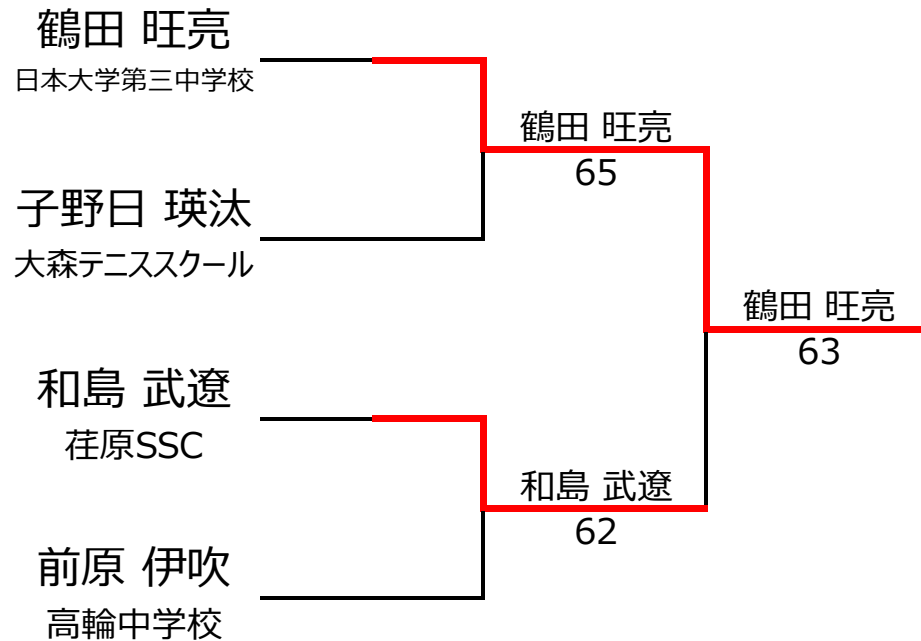 鶴田 旺亮
日本大学第三中学校
鶴田 旺亮
65
子野日 瑛汰
大森テニススクール
鶴田 旺亮
63
和島 武遼
荏原SSC
和島 武遼
62
前原 伊吹
高輪中学校